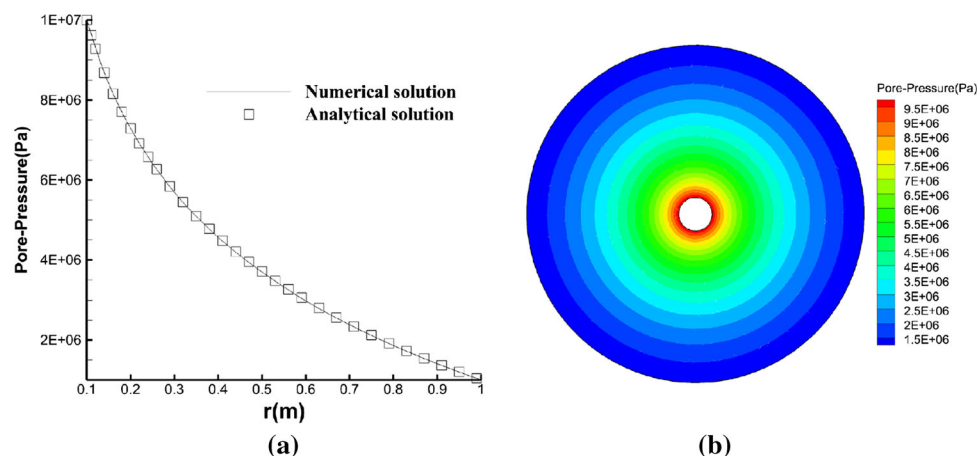 1E+07
8E+06
6E+06
4E+06
2E+06
Pore-Pressure(Pa)
Numerical solution
Analytical solution
0.1 0.2 0.3 0.4 0.5 0.6 0.7 0.8 0.9 1
r(m)
(a)
Pore-Pressure(Pa)
9.5E+06
9E+06
8.5E+06
8E+06
7.5E+06
7E+06
6.5E+06
6E+06
5.5E+06
5E+06
4.5E+06
4E+06
3.5E+06
3E+06
2.5E+06
2E+06
1.5E+06
(b)